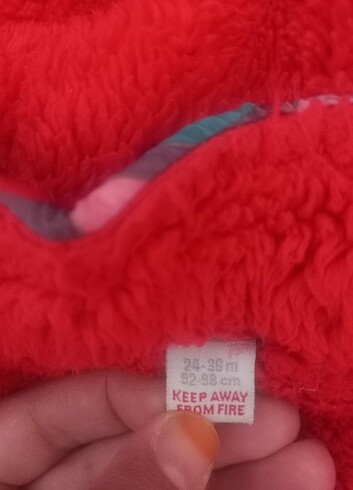 24-36 m
92-98 cm
KEEP AWAY
FROM FIRE